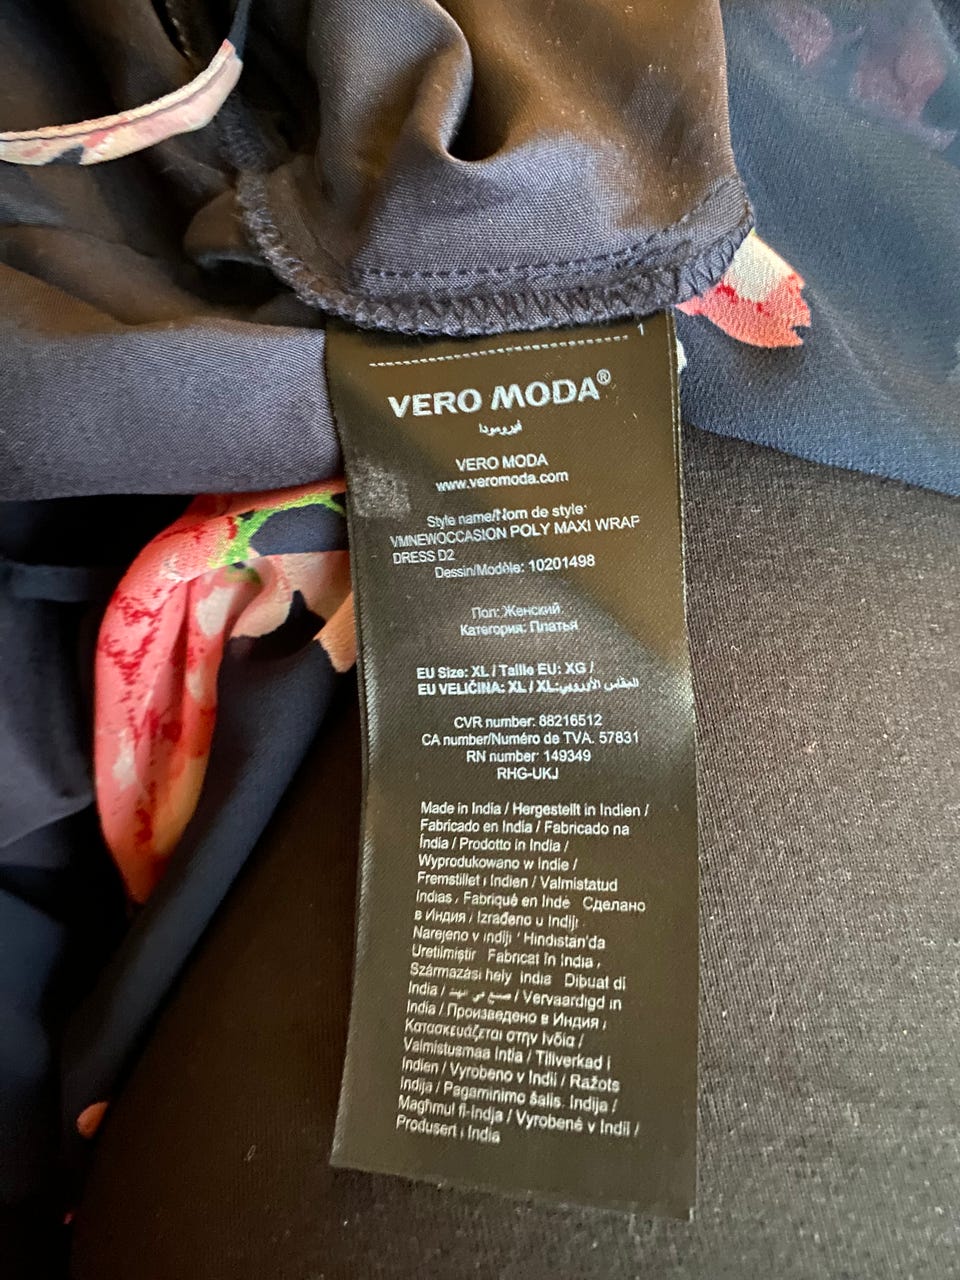 1
VERO MODA®
فيرومودا
VERO MODA
www.veromoda.com
Style name/Nom de style:
VMNEWOCCASION POLY MAXI WRAP
DRESS D2
Dessin/Modèle: 10201498
Пол: Женский
Категория: Платья
EU Size: XL / Taille EU: XG /
EU VELIČINA: XL / XL:المقاس الأوروبي
CVR number: 88216512
CA number/Numéro de TVA. 57831
RN number 149349
RHG-UKJ
Made in India / Hergestellt in Indien /
Fabricado en India / Fabricado na
Índia / Prodotto in India /
Wyprodukowano w Indie /
Fremstillet i Indien / Valmistatud
Indias / Fabriqué en Inde Сделано
в Индия / Izrađeno u Indiji
Narejeno v indiji / Hindistan'da
Üretilmiştir Fabricat în India /
Származási hely india Dibuat di
India / صنع في الهند / Vervaardigd in
India / Произведено в Индия /
Κατασκευάζεται στην Ινδία /
Valmistusmaa Intia / Tillverkad i
Indien / Vyrobeno v Indii / Ražots
Indija / Pagaminimo šalis. Indija /
Magħmul fl-Indja / Vyrobené v Indii /
Produsert i India